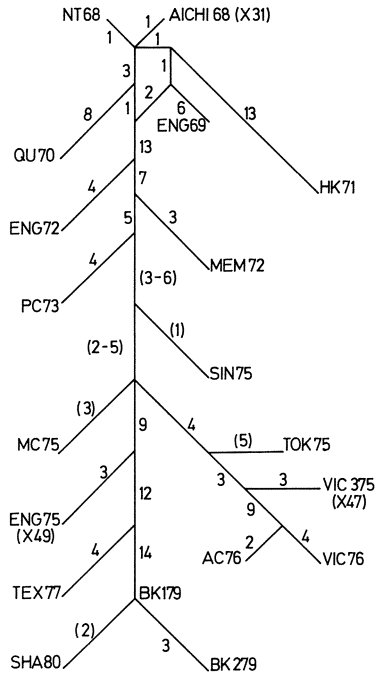 NT68 1 AICHI 68 (X31)
1 1
3 1
8 1 2 6 13
ENG69
QU70
13
HK71
4 7
ENG72 5 3
4 MEM72
PC73 (3-6)
(2-5) (1)
SIN75
(3) 9 4 (5) TOK75
MC75
3 3 3 VIC 375
(X47)
ENG75 12 9
(X49)
4 14 AC76 2 4 VIC76
TEX77 BK179
(2) 3
SHA80 BK279